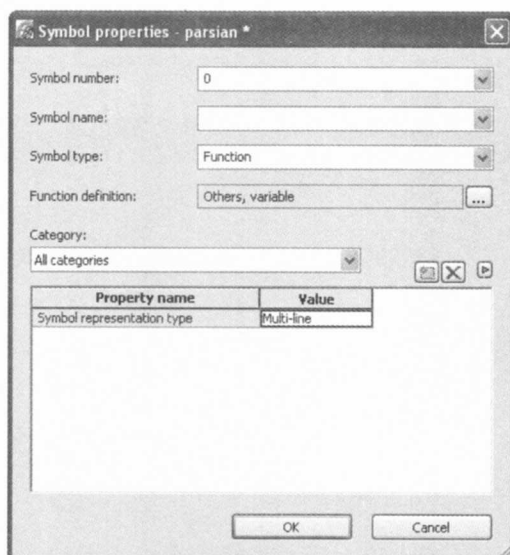 Symbol properties - parsian *
Symbol number: 0
Symbol name:
Symbol type: Function
Function definition: Others, variable ...
Category:
All categories
Property name Value
Symbol representation type Multi-line
OK Cancel